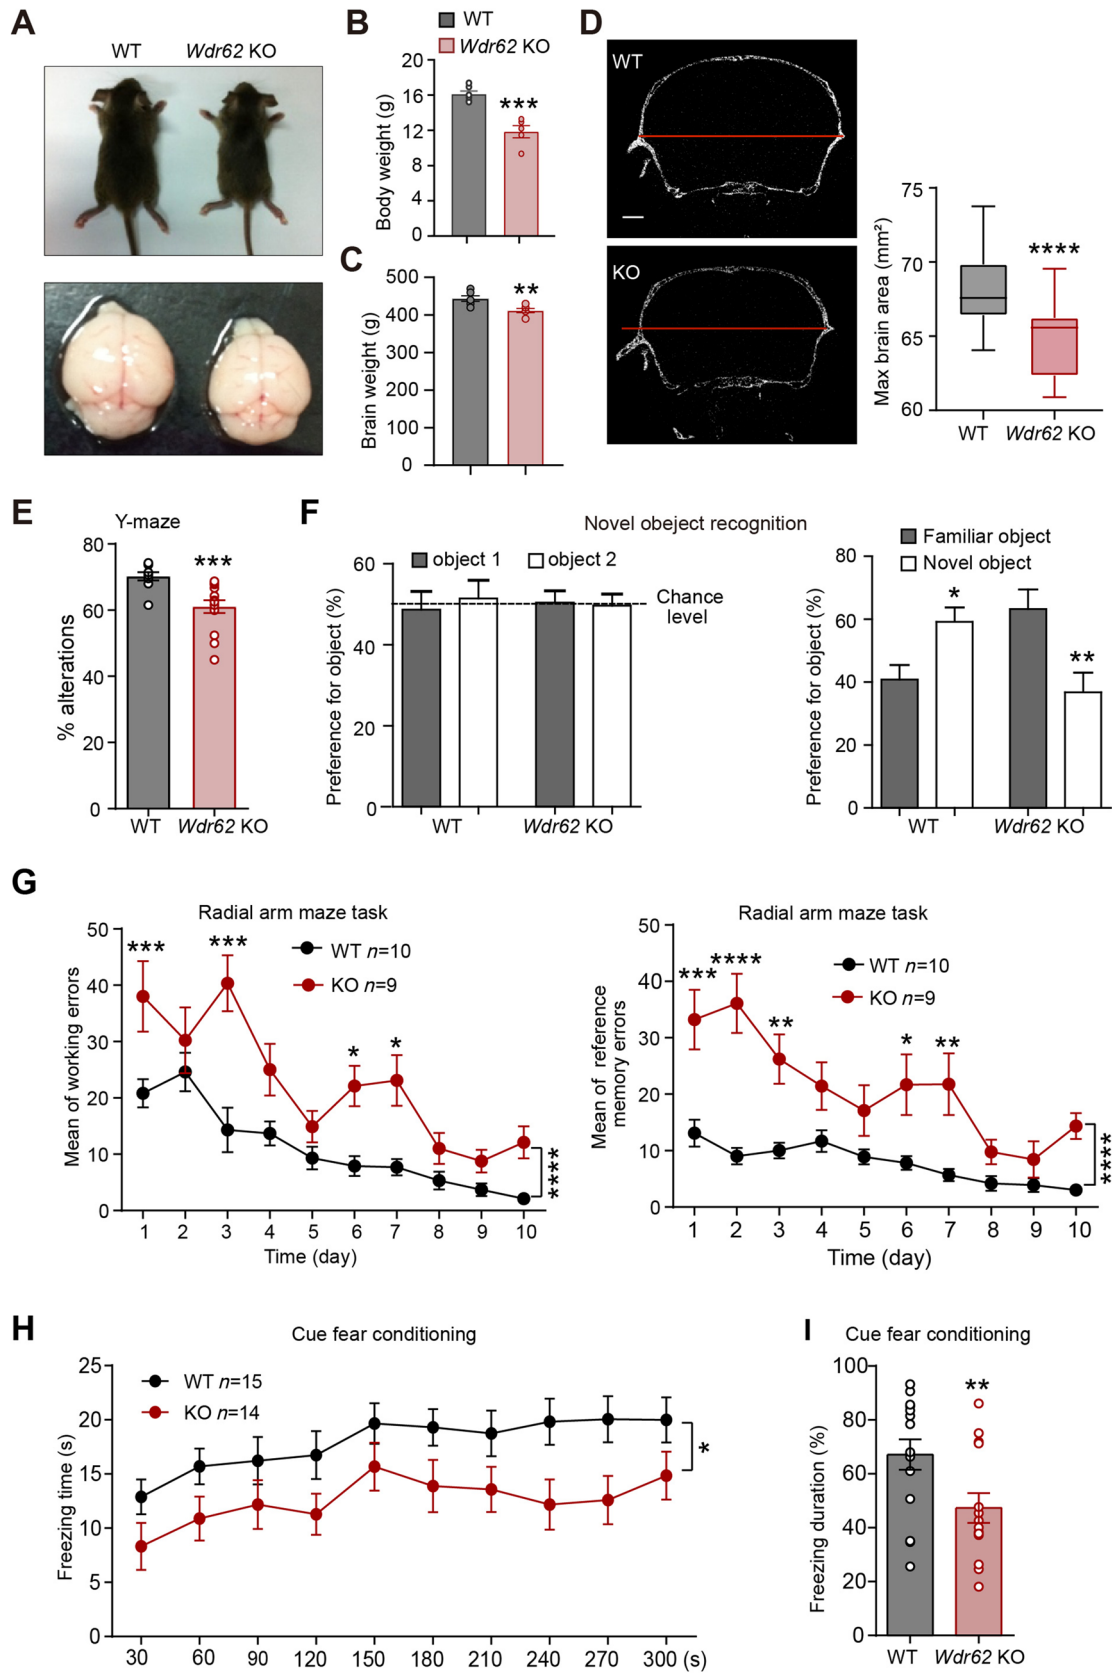 A
WT
Wdr62 KO
B
WT
Wdr62 KO
20
16
12
8
4
0
Body weight (g)
***
C
500
400
300
200
100
0
Brain weight (g)
**
D
WT
KO
75
70
65
60
Max brain area (mm²)
****
WT
Wdr62 KO
E
Y-maze
80
60
40
20
0
% alterations
***
WT
Wdr62 KO
F
Novel obeject recognition
object 1
object 2
60
40
20
0
Preference for object (%)
Chance
level
WT
Wdr62 KO
Familiar object
Novel object
80
60
40
20
0
Preference for object (%)
*
**
WT
Wdr62 KO
G
Radial arm maze task
50
40
30
20
10
0
Mean of working errors
WT n=10
KO n=9
***
***
*
*
****
1 2 3 4 5 6 7 8 9 10
Time (day)
Radial arm maze task
50
40
30
20
10
0
Mean of reference
memory errors
WT n=10
KO n=9
***
****
**
*
**
****
1 2 3 4 5 6 7 8 9 10
Time (day)
H
Cue fear conditioning
25
20
15
10
5
0
Freezing time (s)
WT n=15
KO n=14
*
30 60 90 120 150 180 210 240 270 300 (s)
I
Cue fear conditioning
100
80
60
40
20
0
Freezing duration (%)
**
WT
Wdr62 KO